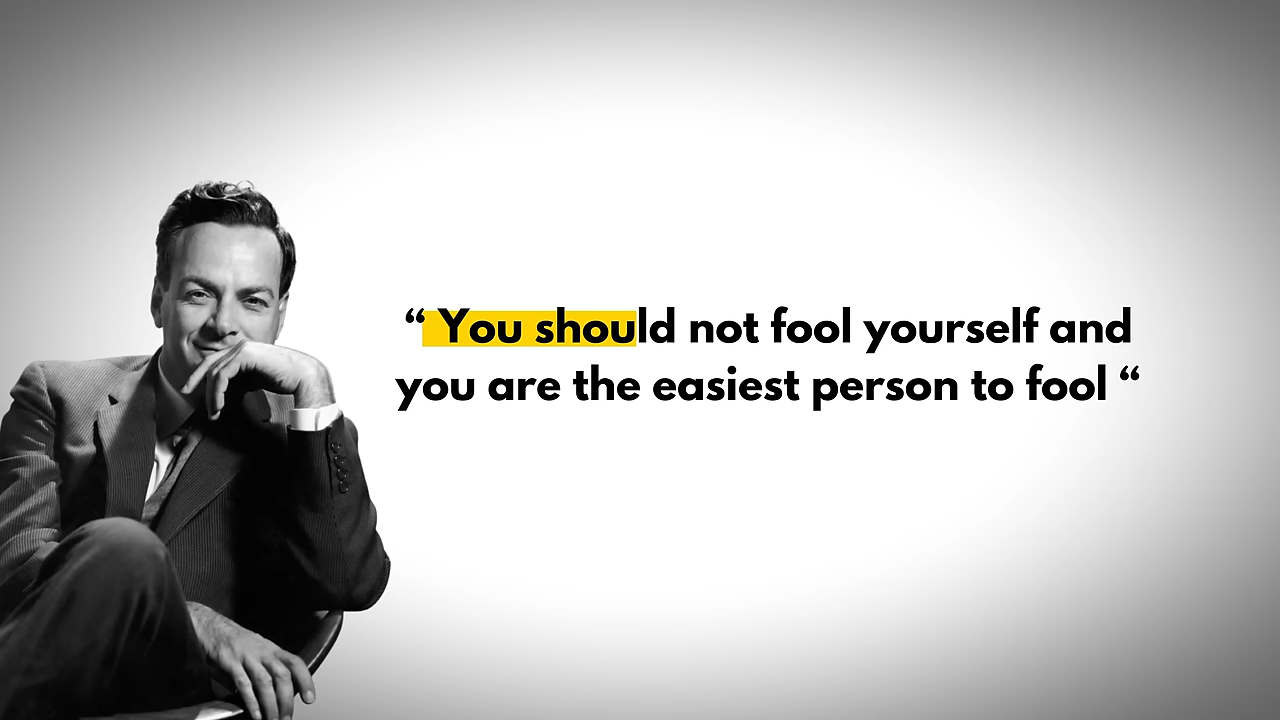 “ You should not fool yourself and
you are the easiest person to fool “